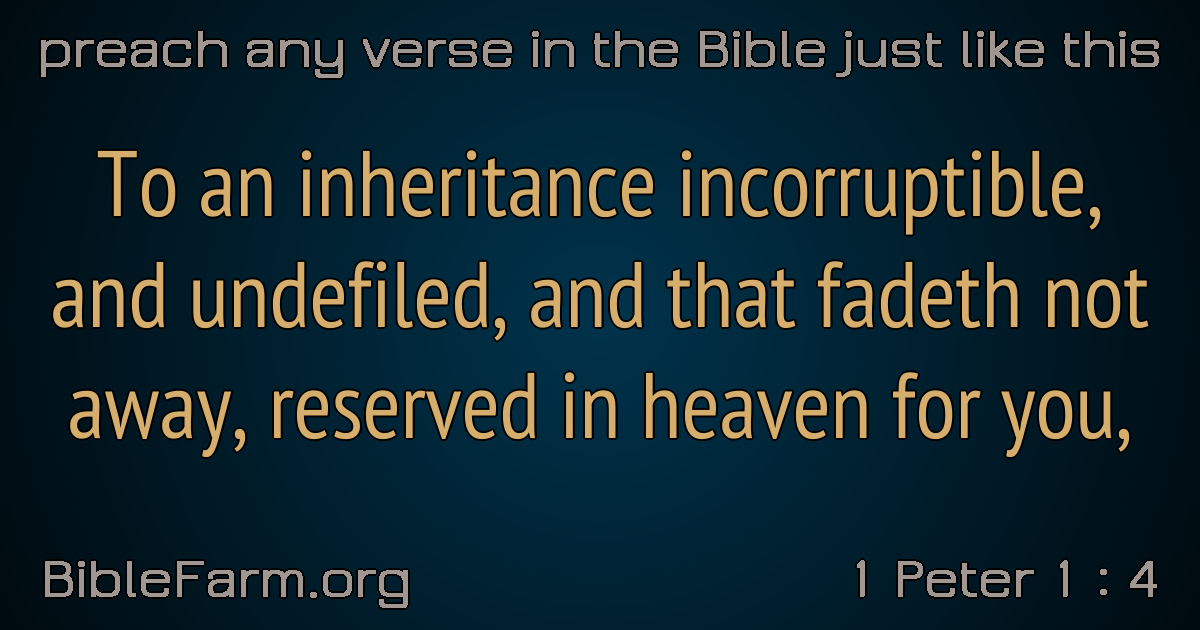 preach any verse in the Bible just like this
To an inheritance incorruptible,
and undefiled, and that fadeth not
away, reserved in heaven for you,
BibleFarm.org
1 Peter 1 : 4